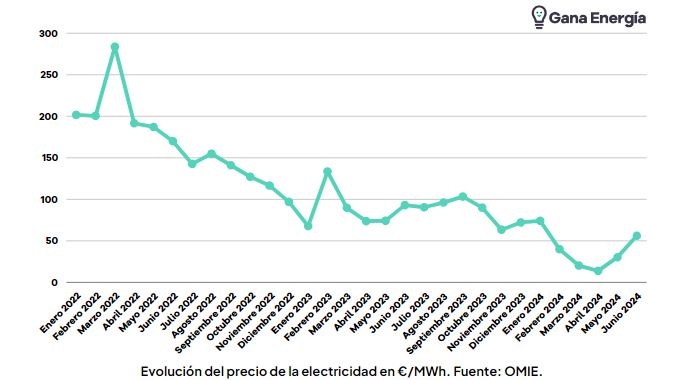 Gana Energía
300
250
200
150
100
50
0
Enero 2022
Febrero 2022
Marzo 2022
Abril 2022
Mayo 2022
Junio 2022
Julio 2022
Agosto 2022
Septiembre 2022
Octubre 2022
Noviembre 2022
Diciembre 2022
Enero 2023
Febrero 2023
Marzo 2023
Abril 2023
Mayo 2023
Junio 2023
Julio 2023
Agosto 2023
Septiembre 2023
Octubre 2023
Noviembre 2023
Diciembre 2023
Enero 2024
Febrero 2024
Marzo 2024
Abril 2024
Mayo 2024
Junio 2024
Evolución del precio de la electricidad en €/MWh. Fuente: OMIE.